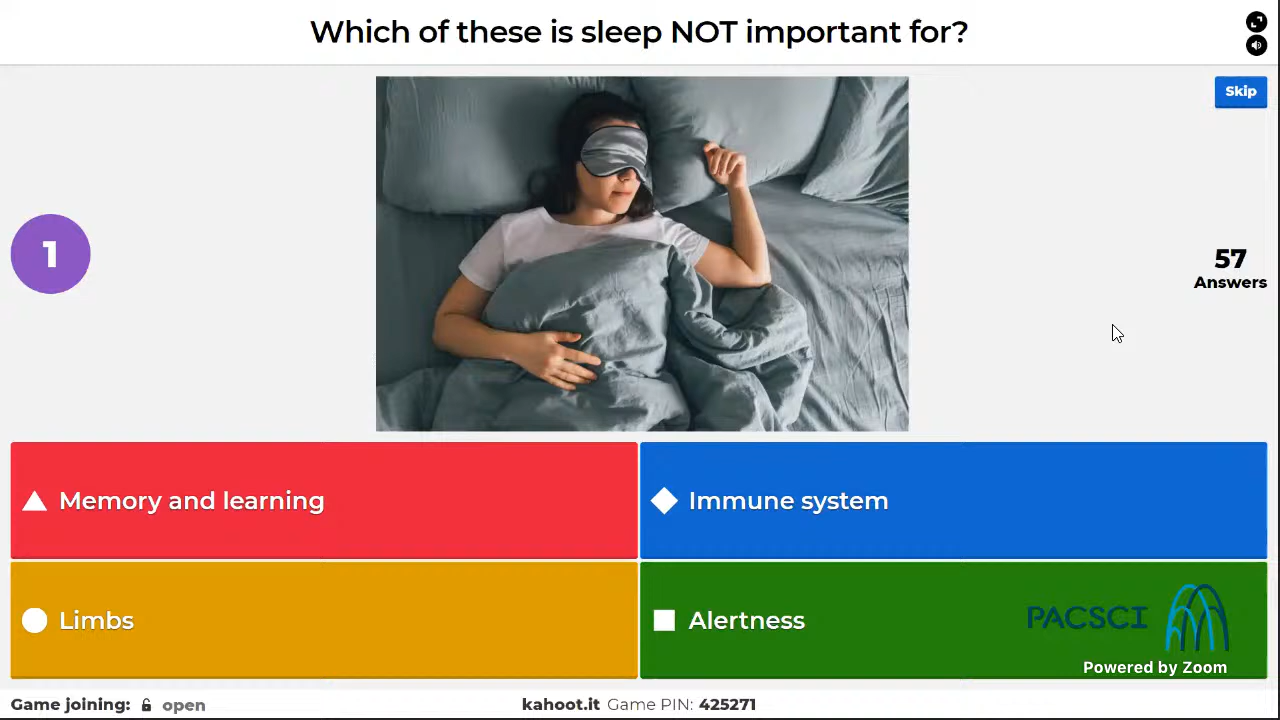 Which of these is sleep NOT important for?
Skip
1
57
Answers
Memory and learning
Immune system
Limbs
Alertness
PACSCI
Powered by Zoom
Game joining: open
kahoot.it Game PIN: 425271